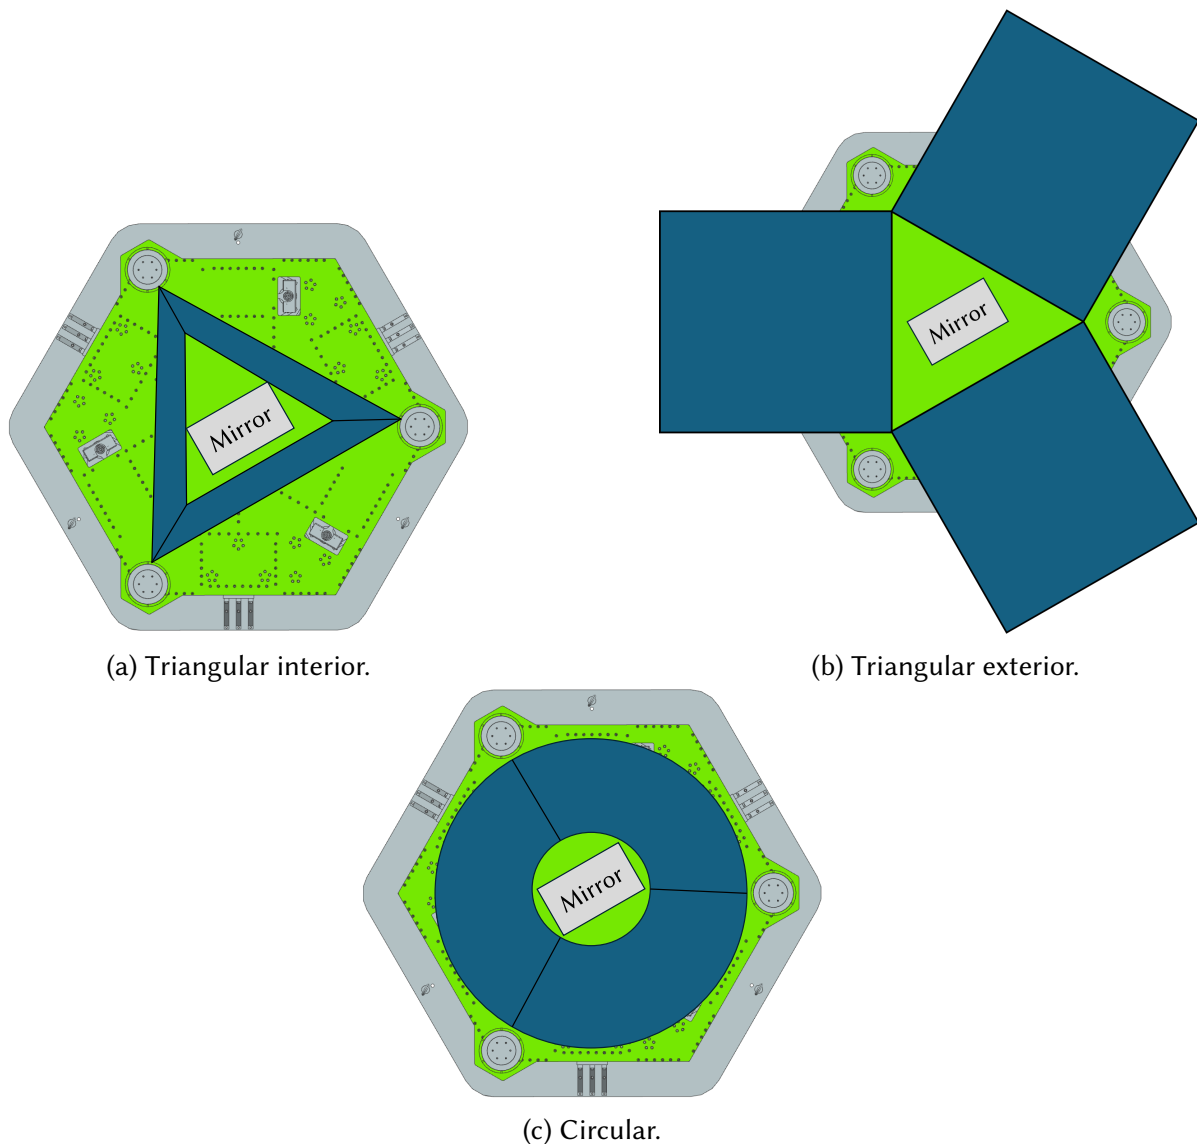 Mirror
Mirror
(a) Triangular interior.
(b) Triangular exterior.
Mirror
(c) Circular.